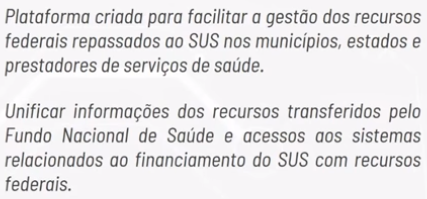 Plataforma criada para facilitar a gestão dos recursos
federais repassados ao SUS nos municípios, estados e
prestadores de serviços de saúde.
Unificar informações dos recursos transferidos pelo
Fundo Nacional de Saúde e acessos aos sistemas
relacionados ao financiamento do SUS com recursos
federais.